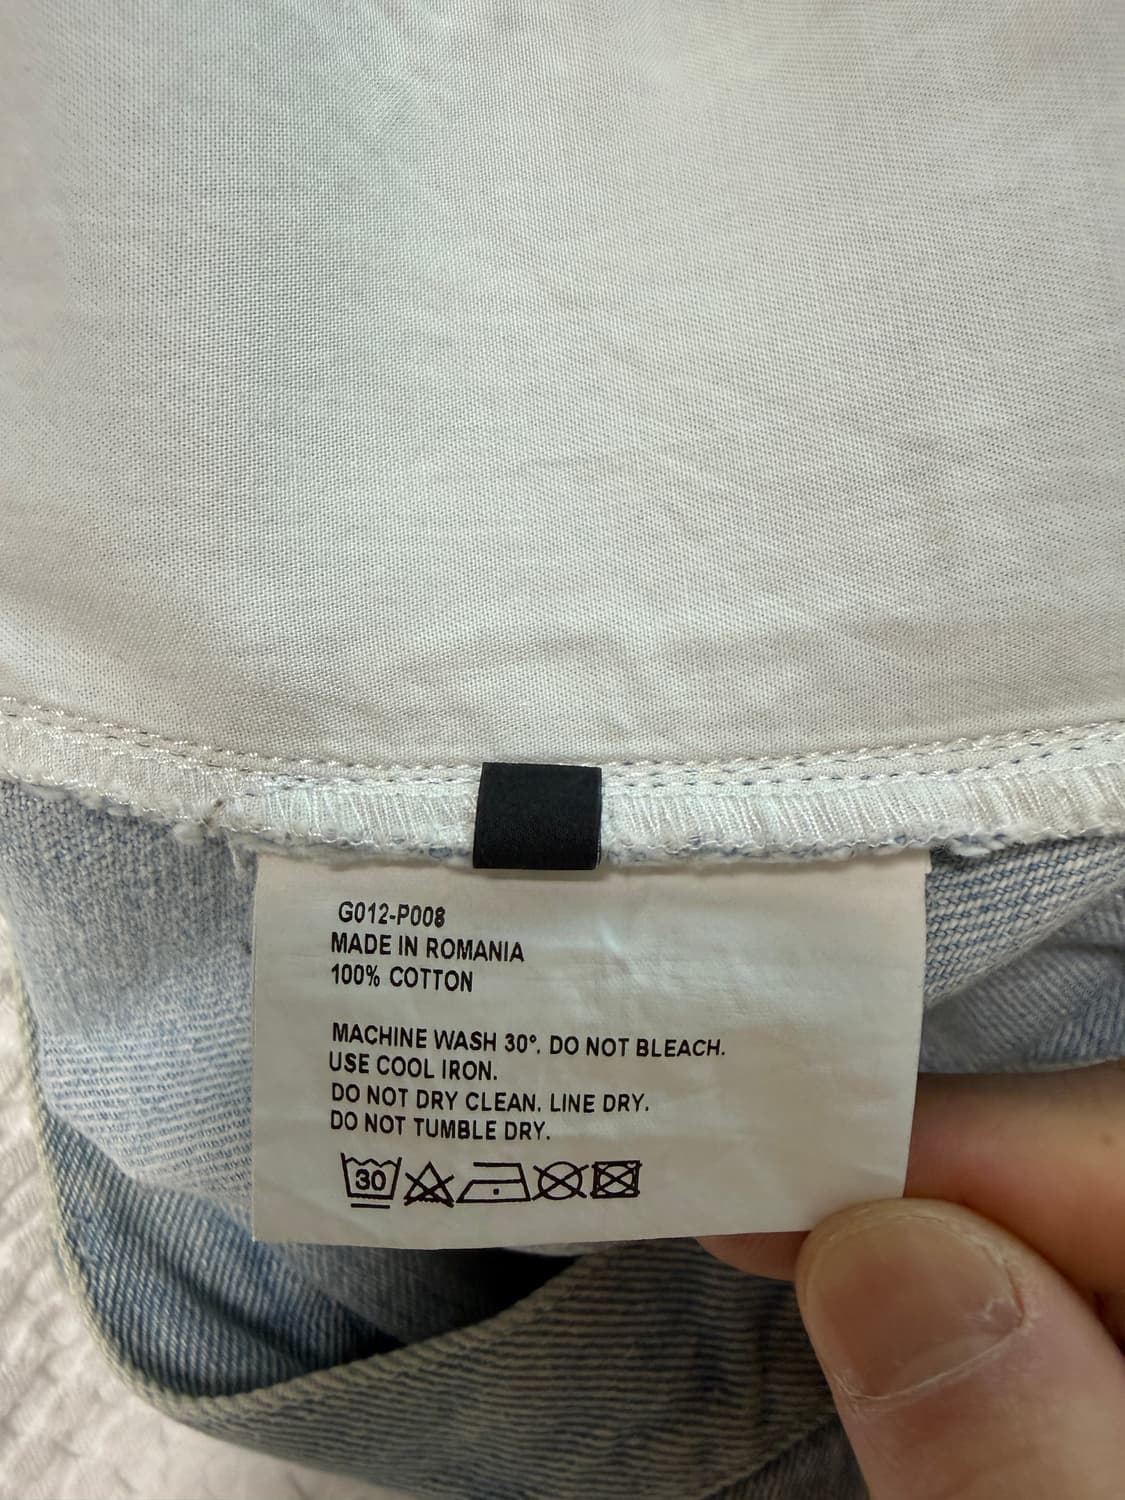 G012-P008
MADE IN ROMANIA
100% COTTON
MACHINE WASH 30°. DO NOT BLEACH.
USE COOL IRON.
DO NOT DRY CLEAN. LINE DRY.
DO NOT TUMBLE DRY.
30